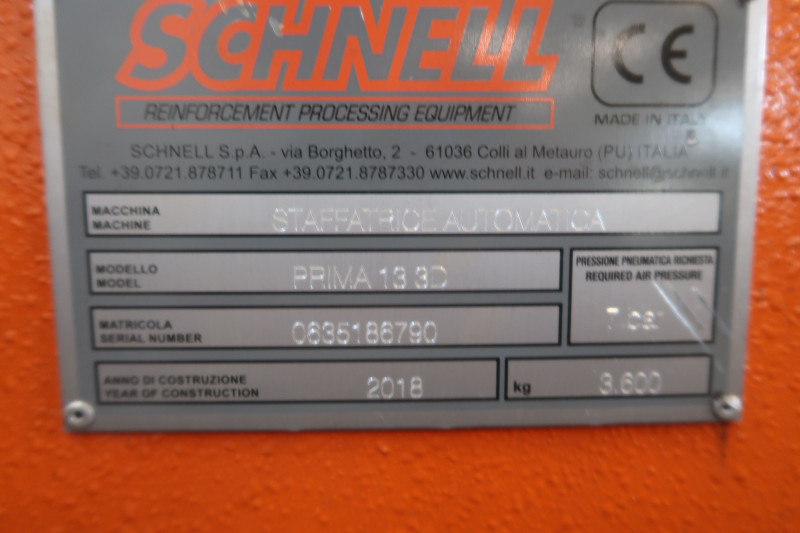 SCHNELL
CE
REINFORCEMENT PROCESSING EQUIPMENT
MADE IN ITALY
SCHNELL S.p.A. - via Borghetto, 2 - 61036 Colli al Metauro (PU) ITALIA
Tel. +39.0721.878711 Fax +39.0721.8787330 www.schnell.it e-mail: schnell@schnell.it
MACCHINA
MACHINE
STAFFATRICE AUTOMATICA
MODELLO
MODEL
PRIMA 13 3D
PRESSIONE PNEUMATICA RICHIESTA
REQUIRED AIR PRESSURE
7 bar
MATRICOLA
SERIAL NUMBER
0635186790
ANNO DI COSTRUZIONE
YEAR OF CONSTRUCTION
2018
kg
3.600